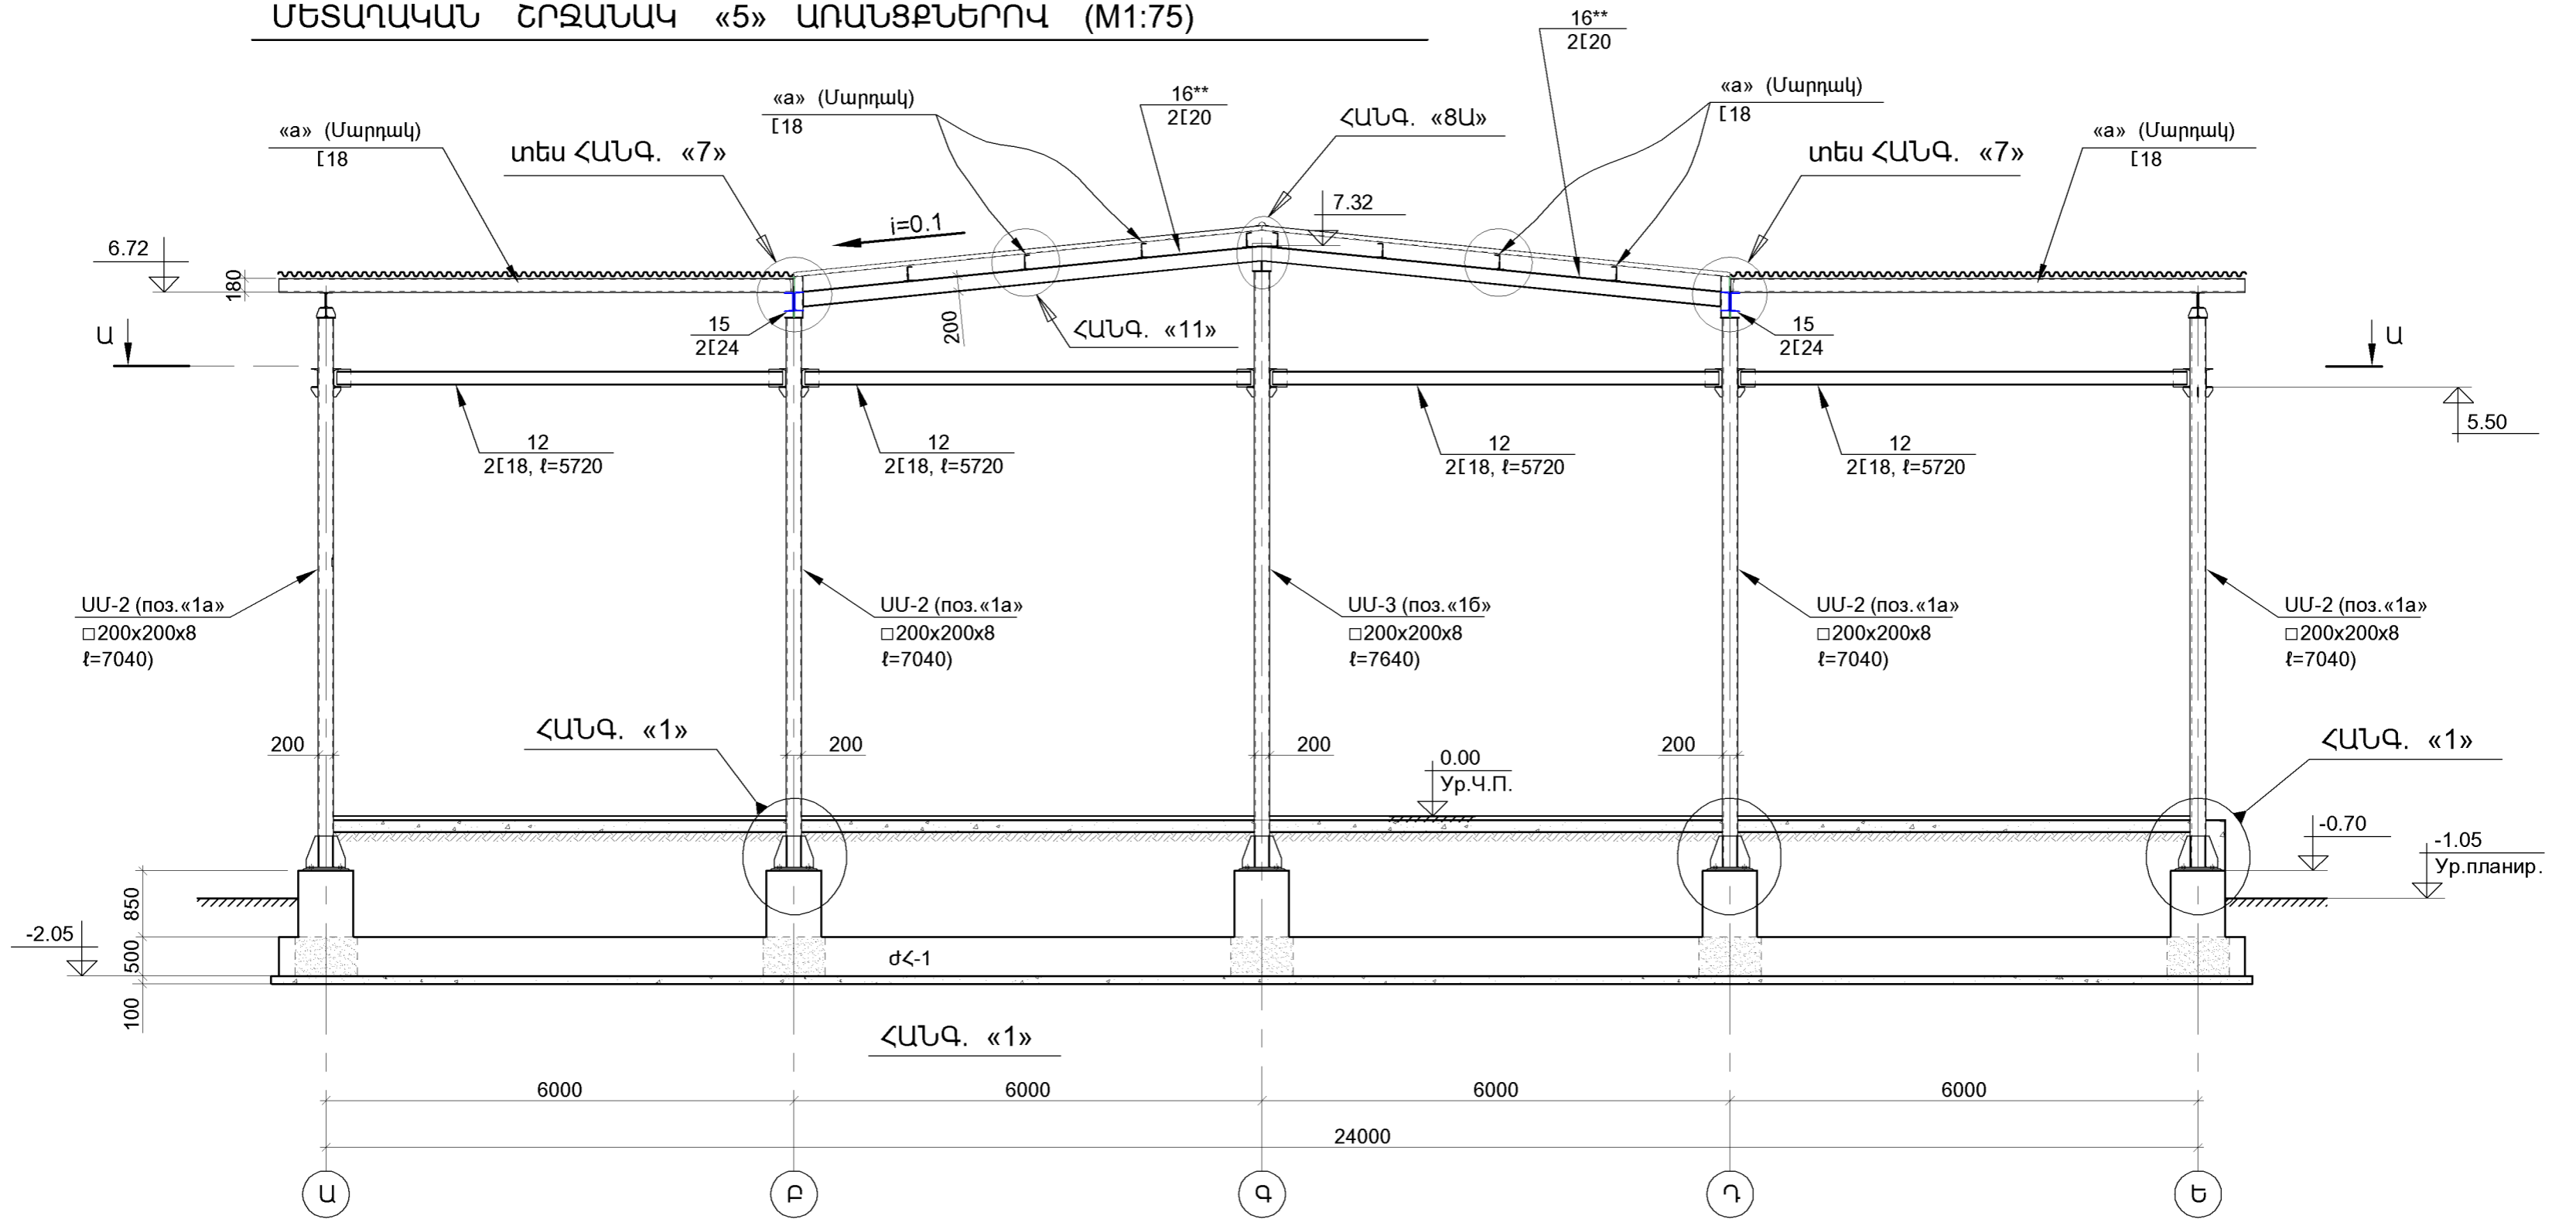 ՄԵՏԱՂԱԿԱՆ ՇՐՋԱՆԱԿ «5» ԱՌԱՆՑՔՆԵՐՈՎ (M1:75)
16**
2[20
«a» (Մարդակ)
[18
16**
2[20
«a» (Մարդակ)
[18
ՀԱՆԳ. «8Ա»
«a» (Մարդակ)
[18
տես ՀԱՆԳ. «7»
տես ՀԱՆԳ. «7»
«a» (Մարդակ)
[18
7.32
i=0.1
6.72
180
15
2[24
200
ՀԱՆԳ. «11»
15
2[24
Ա
Ա
5.50
12
2[18, ℓ=5720
12
2[18, ℓ=5720
12
2[18, ℓ=5720
12
2[18, ℓ=5720
ՍՄ-2 (поз.«1а»
□200x200x8
ℓ=7040)
ՍՄ-2 (поз.«1а»
□200x200x8
ℓ=7040)
ՍՄ-3 (поз.«1б»
□200x200x8
ℓ=7640)
ՍՄ-2 (поз.«1а»
□200x200x8
ℓ=7040)
ՍՄ-2 (поз.«1а»
□200x200x8
ℓ=7040)
ՀԱՆԳ. «1»
ՀԱՆԳ. «1»
200
200
200
200
0.00
Ур.Ч.П.
-0.70
-1.05
Ур.планир.
850
-2.05
500
ԺՀ-1
100
ՀԱՆԳ. «1»
6000
6000
6000
6000
24000
Ա
Բ
Գ
Դ
Ե